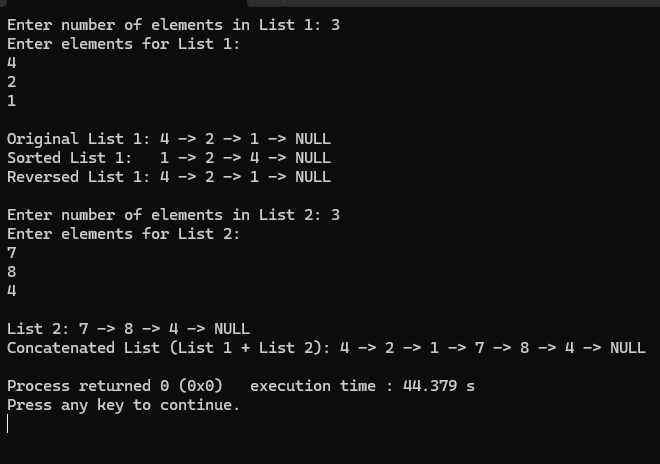 Enter number of elements in List 1: 3
Enter elements for List 1:
4
2
1
Original List 1: 4 -> 2 -> 1 -> NULL
Sorted List 1:   1 -> 2 -> 4 -> NULL
Reversed List 1: 4 -> 2 -> 1 -> NULL
Enter number of elements in List 2: 3
Enter elements for List 2:
7
8
4
List 2: 7 -> 8 -> 4 -> NULL
Concatenated List (List 1 + List 2): 4 -> 2 -> 1 -> 7 -> 8 -> 4 -> NULL
Process returned 0 (0x0)   execution time : 44.379 s
Press any key to continue.